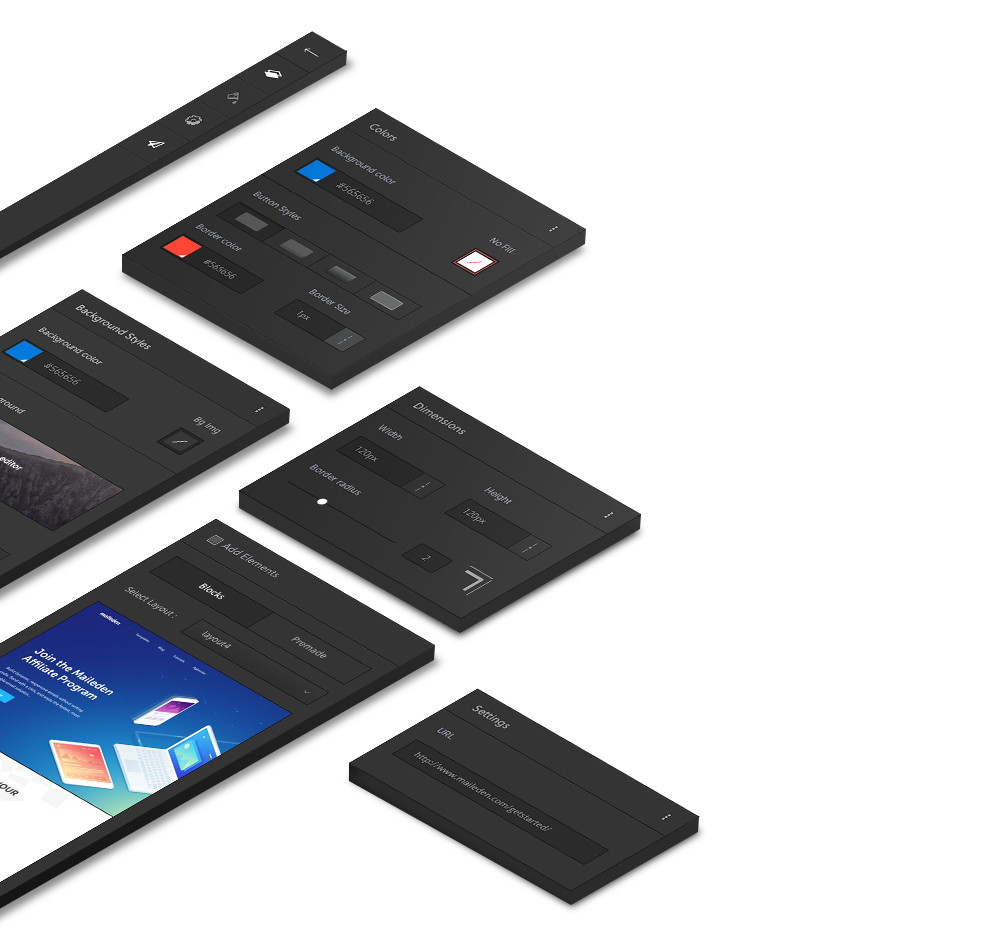 Colors
Background color
#565656
No Fill
Button Styles
Border color
#565656
Border Size
1px
Background Styles
Background color
#565656
Bg Img
round
editor
Dimensions
Width
120px
Height
120px
Border radius
2
Add Elements
Blocks
Premade
Select Layout :
layout4
maileden
Join the Maileden
Affiliate Program
YOUR
Settings
URL
http://www.maileden.com/getstarted/